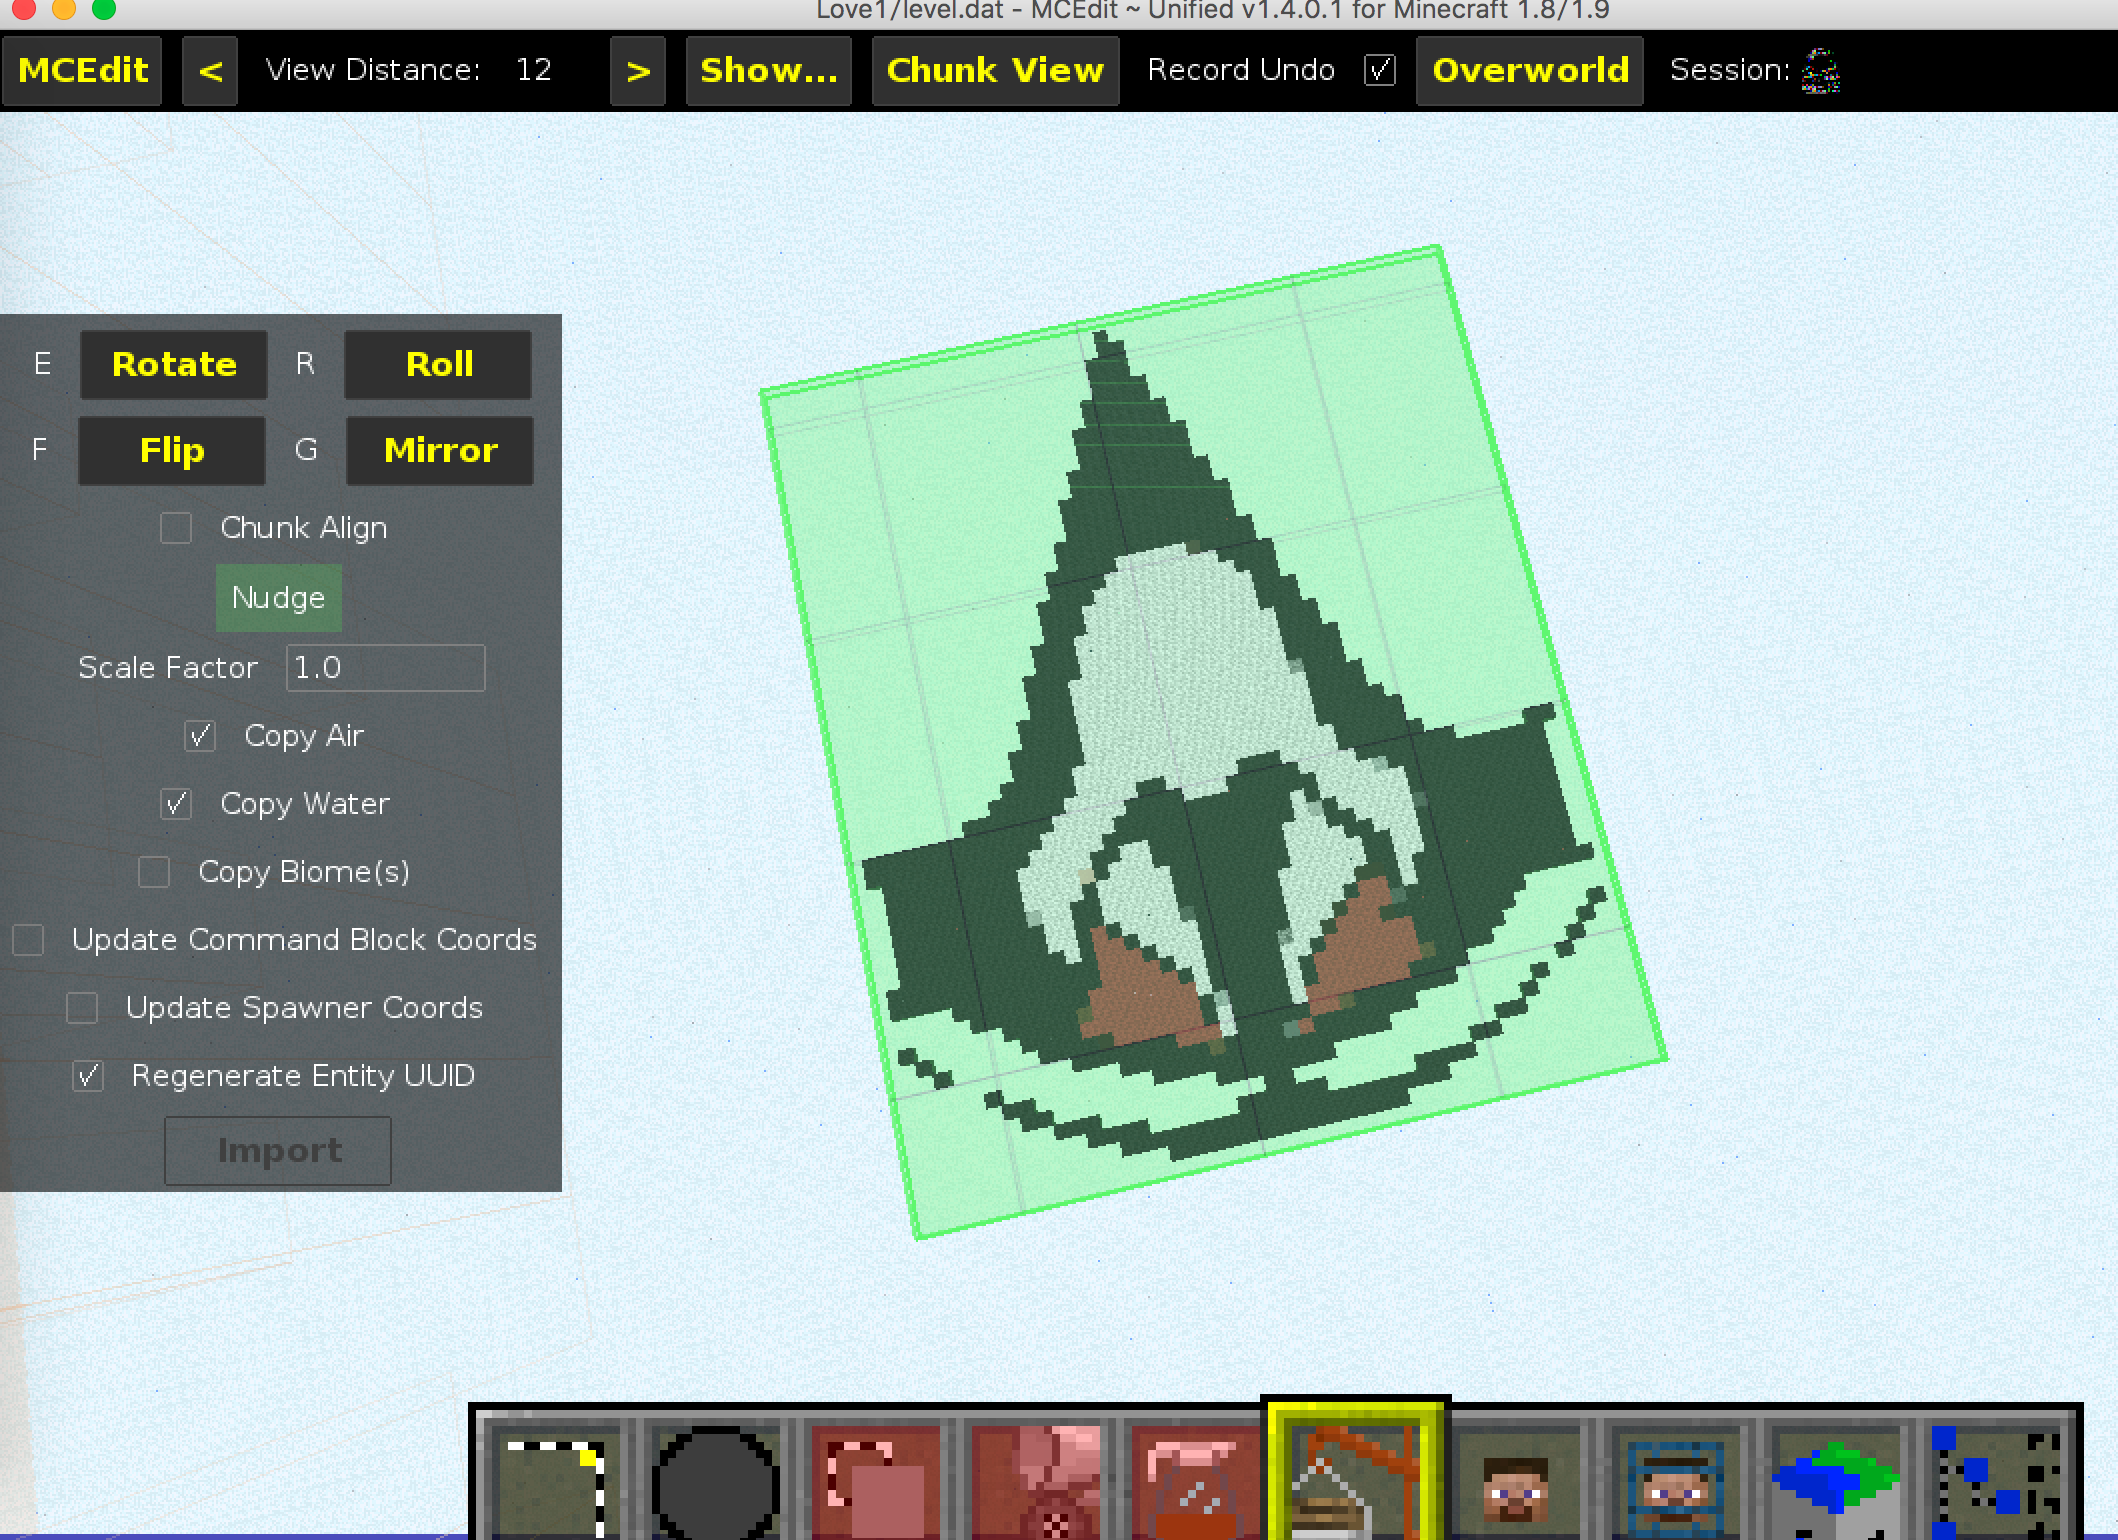 Love1/level.dat - MCEdit ~ Unified v1.4.0.1 for Minecraft 1.8/1.9
MCEdit < View Distance: 12 > Show... Chunk View Record Undo Overworld Session:
E Rotate R Roll
F Flip G Mirror
Chunk Align
Nudge
Scale Factor 1.0
Copy Air
Copy Water
Copy Biome(s)
Update Command Block Coords
Update Spawner Coords
Regenerate Entity UUID
Import